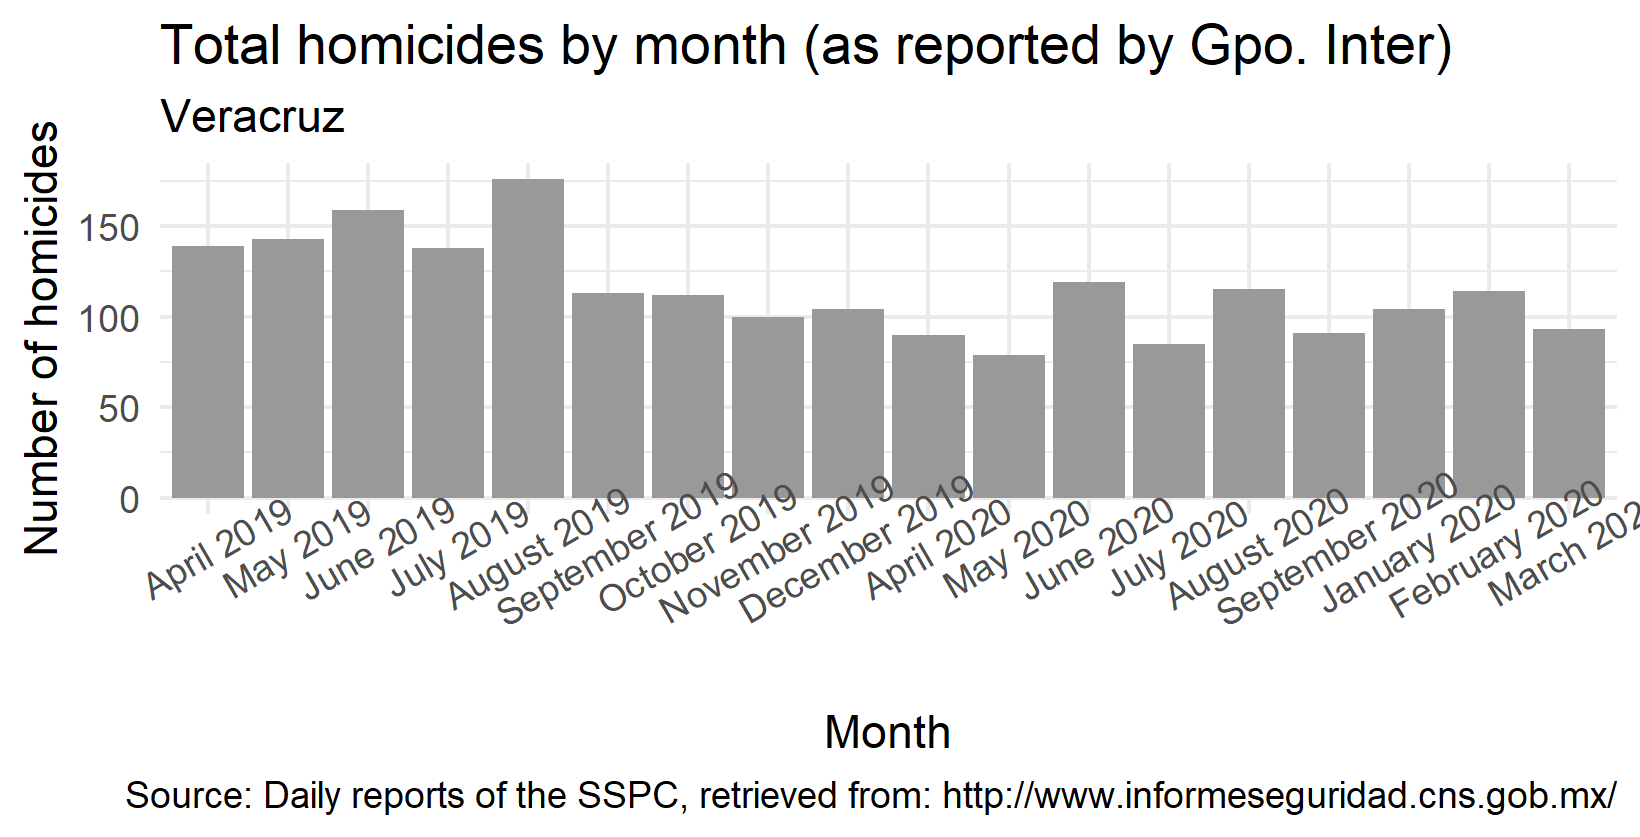 Total homicides by month (as reported by Gpo. Inter)
Veracruz
Number of homicides
150
100
50
0
April 2019
May 2019
June 2019
July 2019
August 2019
September 2019
October 2019
November 2019
December 2019
April 2020
May 2020
June 2020
July 2020
August 2020
September 2020
January 2020
February 2020
March 202
Month
Source: Daily reports of the SSPC, retrieved from: http://www.informeseguridad.cns.gob.mx/